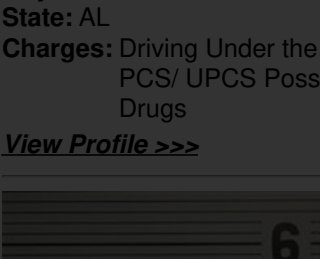 State: AL
Charges: Driving Under the
PCS/ UPCS Poss
Drugs
View Profile >>>
6